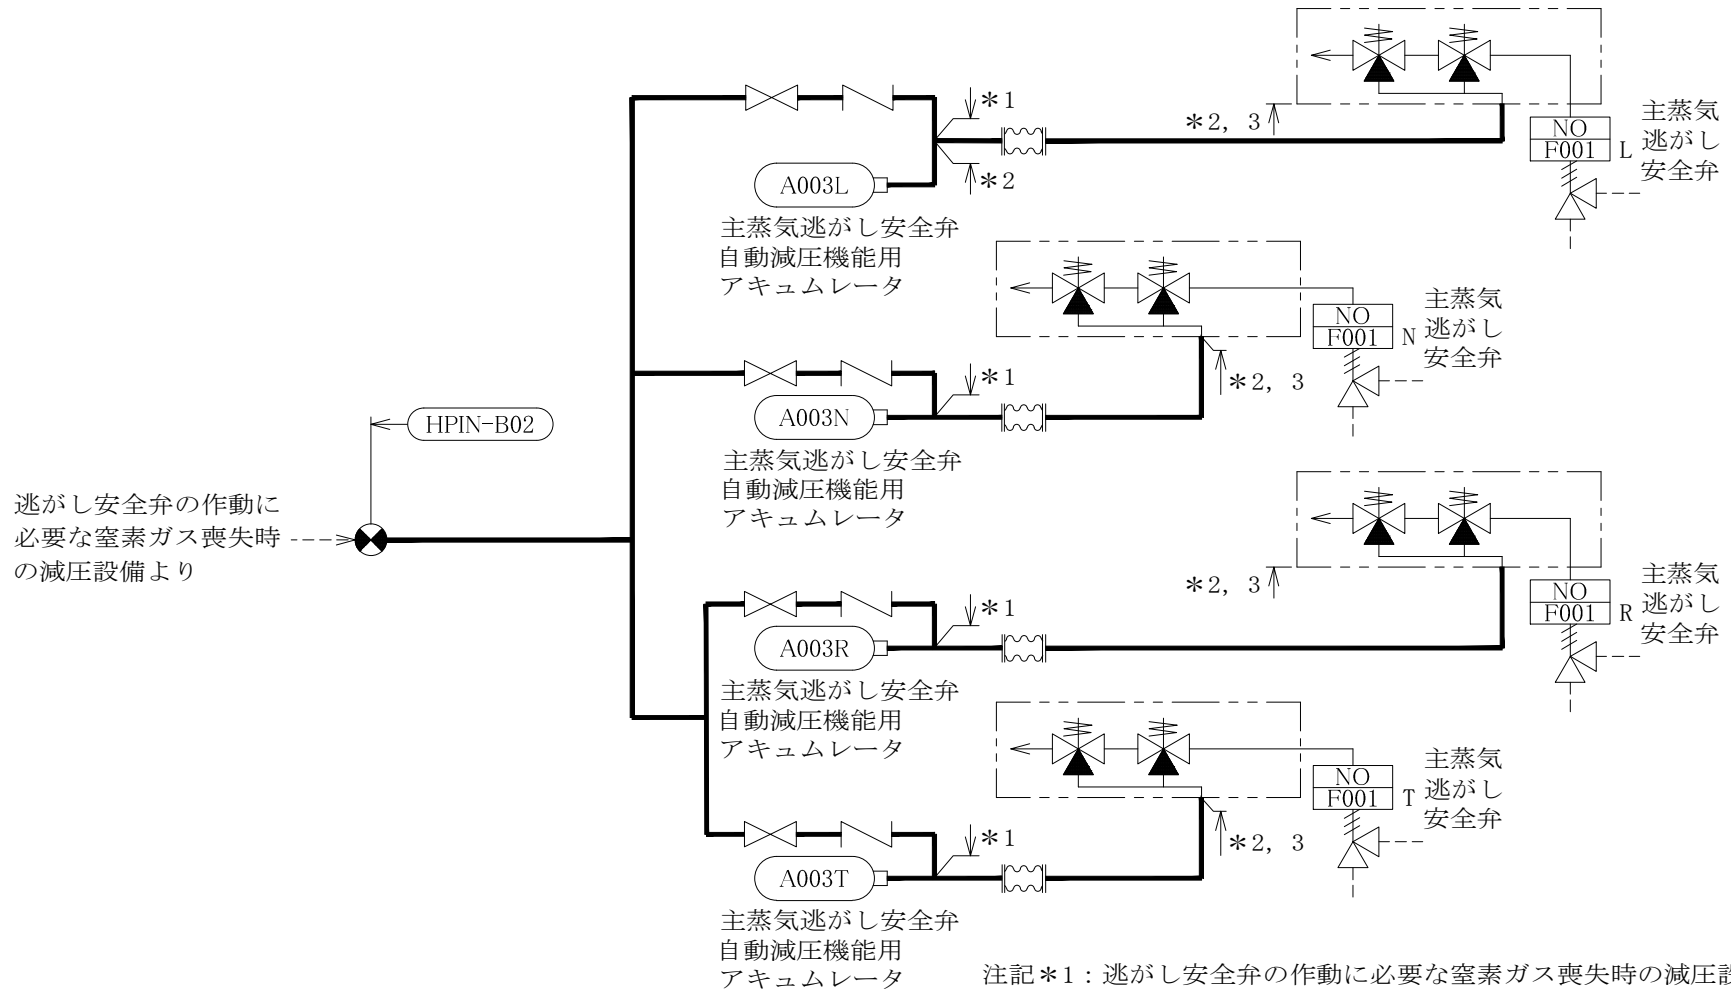 ＊1
＊2, 3
主蒸気
逃がし
安全弁
NO
F001
L
A003L
＊2
主蒸気逃がし安全弁
自動減圧機能用
アキュムレータ
主蒸気
逃がし
安全弁
NO
F001
N
＊1
＊2, 3
A003N
HPIN-B02
主蒸気逃がし安全弁
自動減圧機能用
アキュムレータ
逃がし安全弁の作動に
必要な窒素ガス喪失時
の減圧設備より
＊2, 3
主蒸気
逃がし
安全弁
NO
F001
R
＊1
A003R
主蒸気逃がし安全弁
自動減圧機能用
アキュムレータ
主蒸気
逃がし
安全弁
NO
F001
T
＊1
＊2, 3
A003T
主蒸気逃がし安全弁
自動減圧機能用
アキュムレータ
注記＊1：逃がし安全弁の作動に必要な窒素ガス喪失時の減圧設